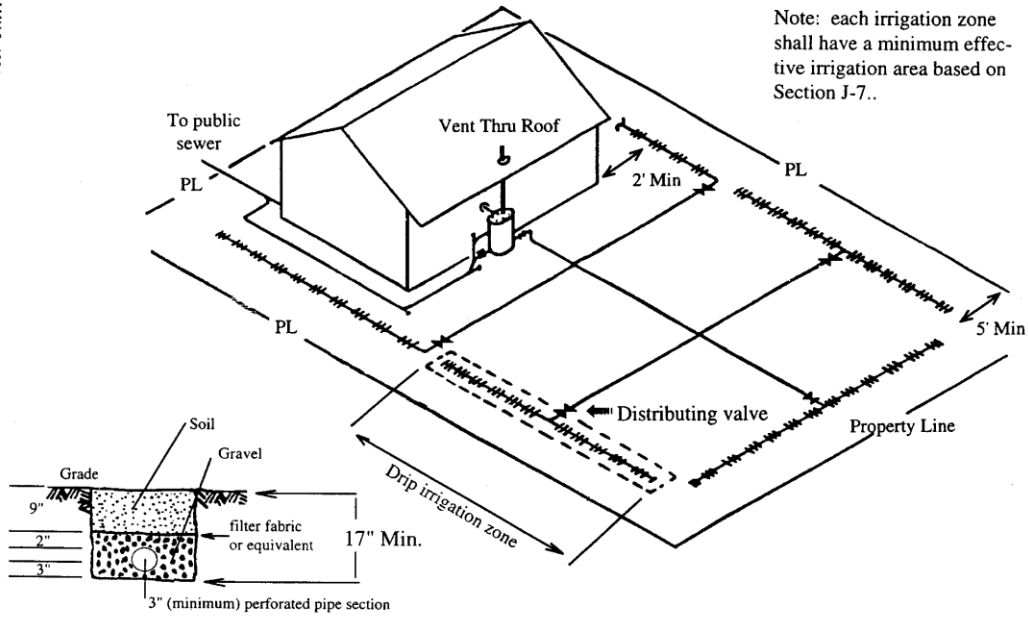 Note: each irrigation zone
shall have a minimum effec-
tive irrigation area based on
Section J-7..
To public
sewer
Vent Thru Roof
PL
2' Min
PL
5' Min
PL
Distributing valve
Property Line
Drip irrigation zone
Soil
Gravel
Grade
9"
filter fabric
or equivalent
17" Min.
2"
3"
3" (minimum) perforated pipe section